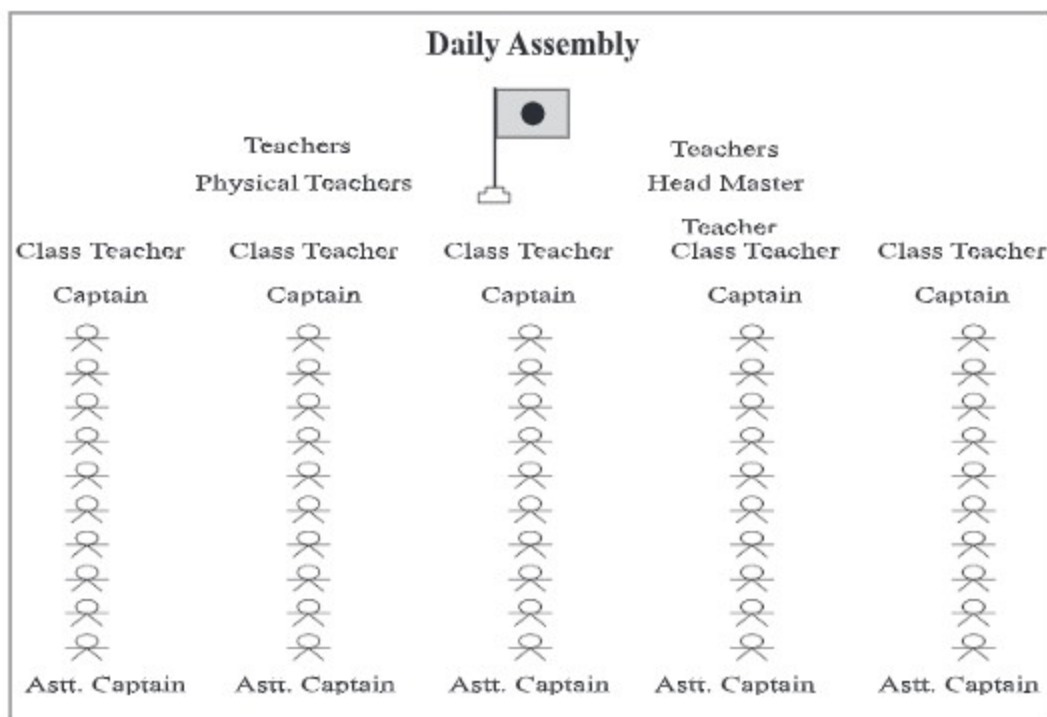 Daily Assembly
Teachers Teachers
Physical Teachers Head Master
Teacher
Class Teacher Class Teacher Class Teacher Class Teacher Class Teacher
Captain Captain Captain Captain Captain
Astt. Captain Astt. Captain Astt. Captain Astt. Captain Astt. Captain